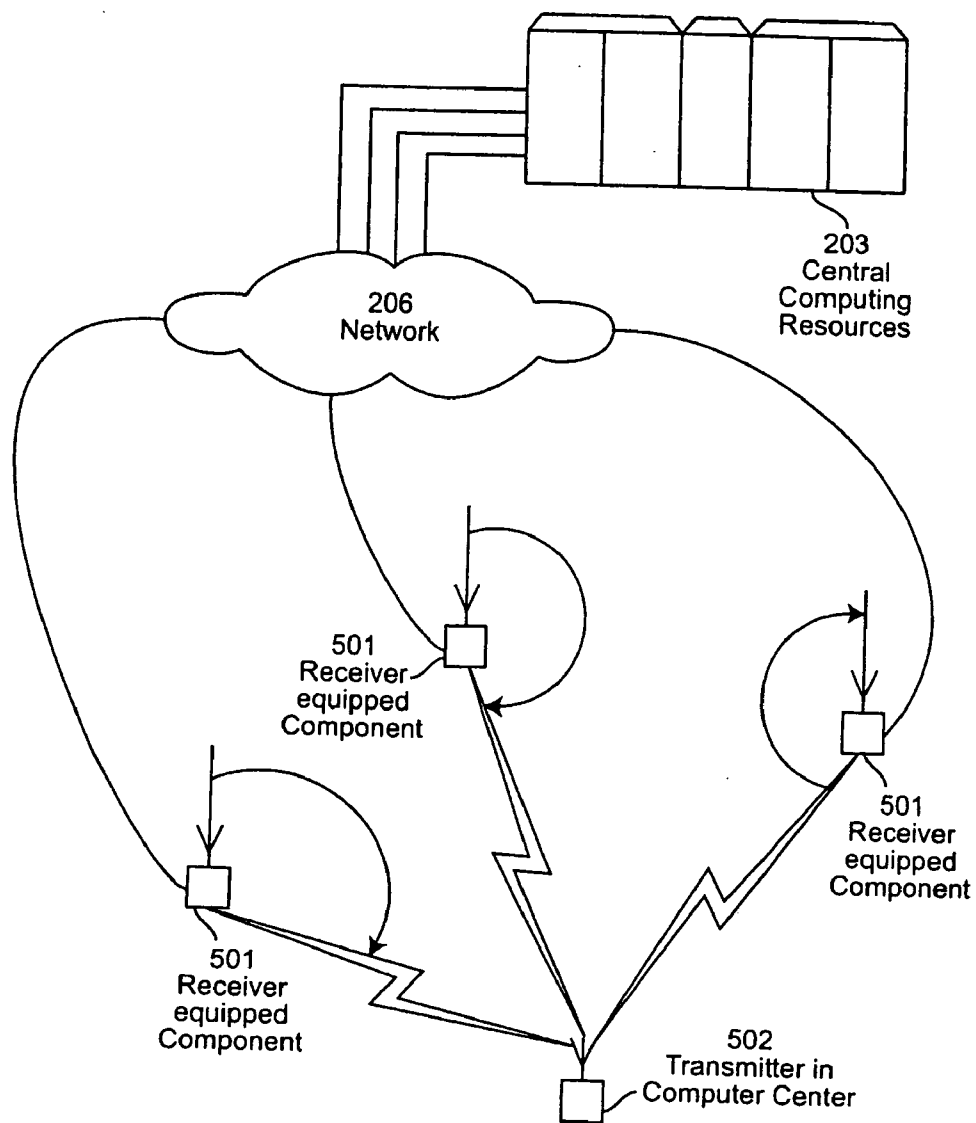 203
Central
Computing
Resources
206
Network
501
Receiver
equipped
Component
501
Receiver
equipped
Component
501
Receiver
equipped
Component
502
Transmitter in
Computer Center